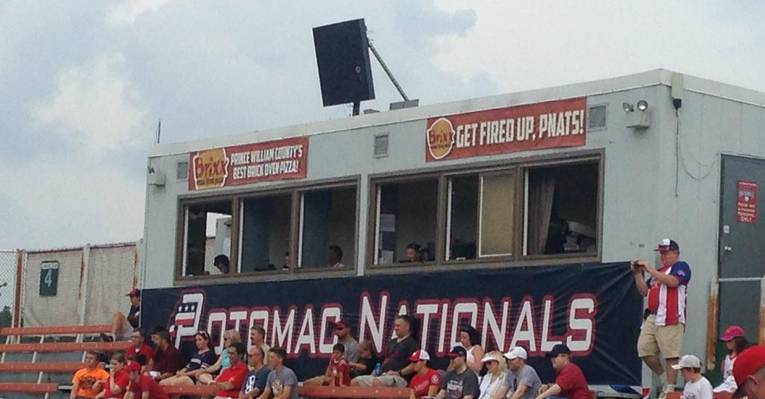 Brixx
PRINCE WILLIAM COUNTY'S
BEST BRICK OVEN PIZZA!
Brixx
GET FIRED UP, PNATS!
4
POTOMAC NATIONALS